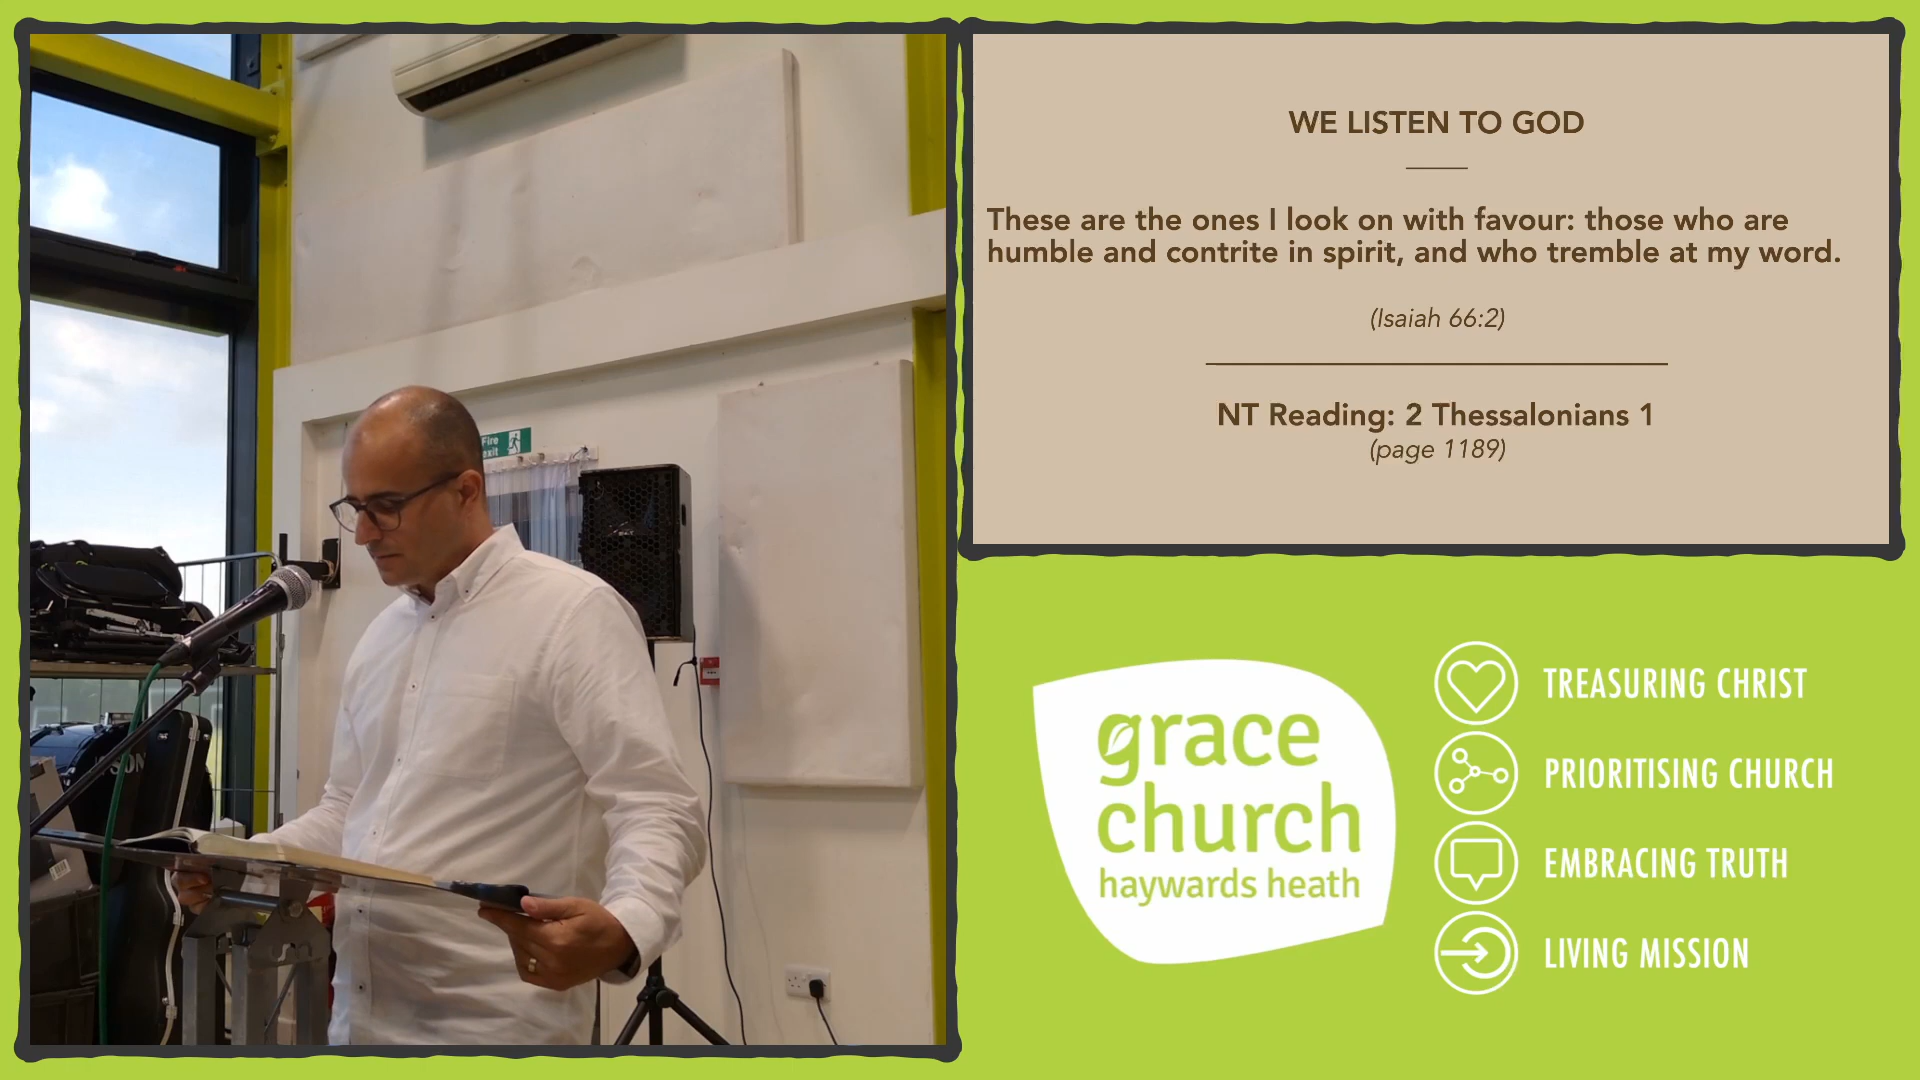 Fire
exit
WE LISTEN TO GOD
These are the ones I look on with favour: those who are
humble and contrite in spirit, and who tremble at my word.
(Isaiah 66:2)
NT Reading: 2 Thessalonians 1
(page 1189)
grace
church
haywards heath
TREASURING CHRIST
PRIORITISING CHURCH
EMBRACING TRUTH
LIVING MISSION